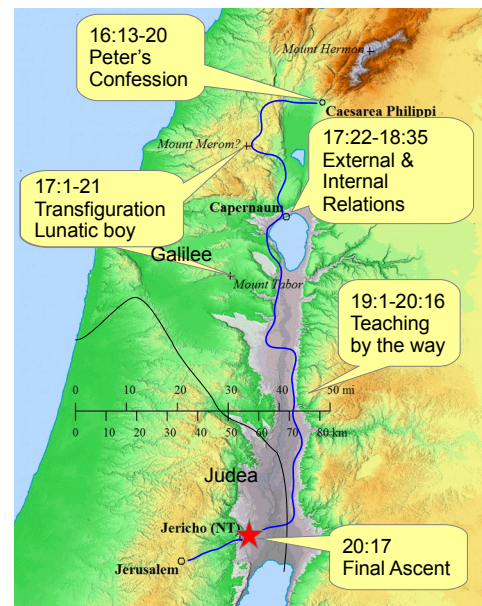 16:13-20
Peter's
Confession
Mount Hermon
Caesarea Philippi
Mount Merom?
17:22-18:35
External &
Internal
Relations
17:1-21
Transfiguration
Lunatic boy
Capernaum
Galilee
Mount Tabor
19:1-20:16
Teaching
by the way
0 10 20 30 40 50 mi
0 10 20 30 40 50 60 70 80 km
Judea
Jericho (NT)
20:17
Final Ascent
Jerusalem